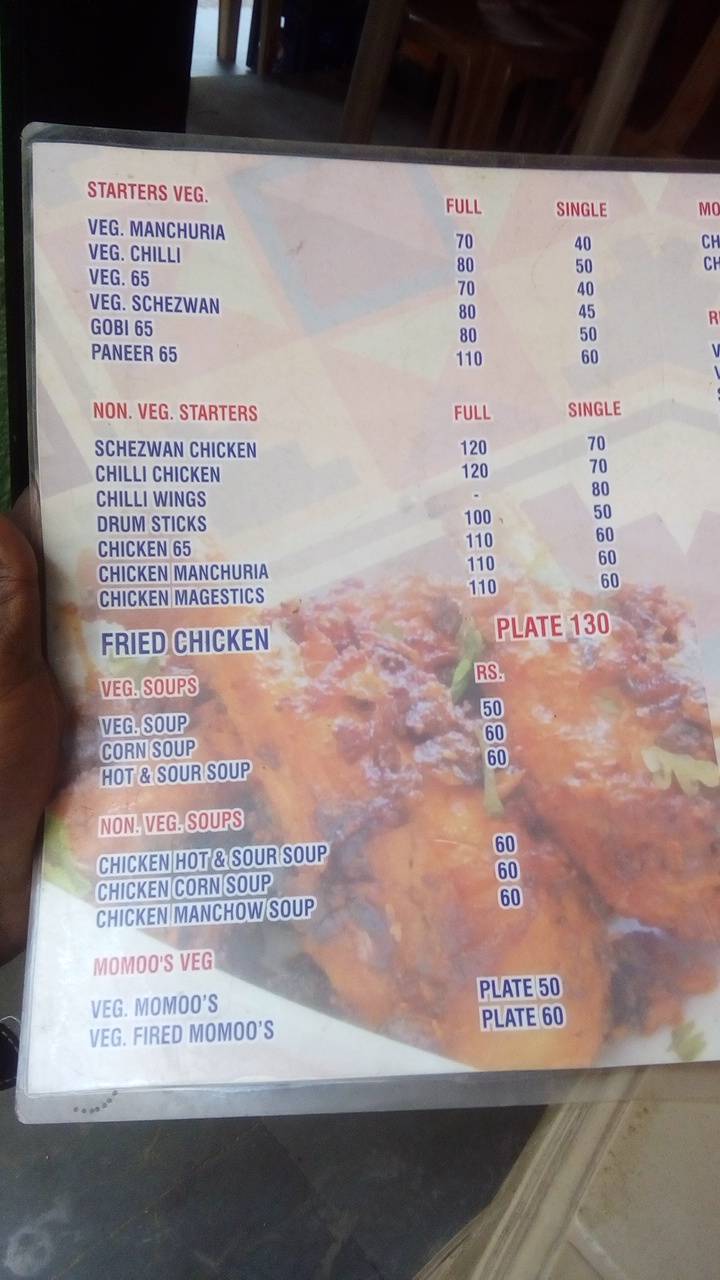 STARTERS VEG. FULL SINGLE MO
VEG. MANCHURIA 70 40 CH
VEG. CHILLI 80 50 CH
VEG. 65 70 40
VEG. SCHEZWAN 80 45
GOBI 65 80 50
PANEER 65 110 60
NON. VEG. STARTERS FULL SINGLE
SCHEZWAN CHICKEN 120 70
CHILLI CHICKEN 120 70
CHILLI WINGS - 80
DRUM STICKS 100 50
CHICKEN 65 110 60
CHICKEN MANCHURIA 110 60
CHICKEN MAGESTICS 110 60
FRIED CHICKEN PLATE 130
VEG. SOUPS RS.
VEG. SOUP 50
CORN SOUP 60
HOT & SOUR SOUP 60
NON. VEG. SOUPS
CHICKEN HOT & SOUR SOUP 60
CHICKEN CORN SOUP 60
CHICKEN MANCHOW SOUP 60
MOMOO'S VEG
VEG. MOMOO'S PLATE 50
VEG. FIRED MOMOO'S PLATE 60